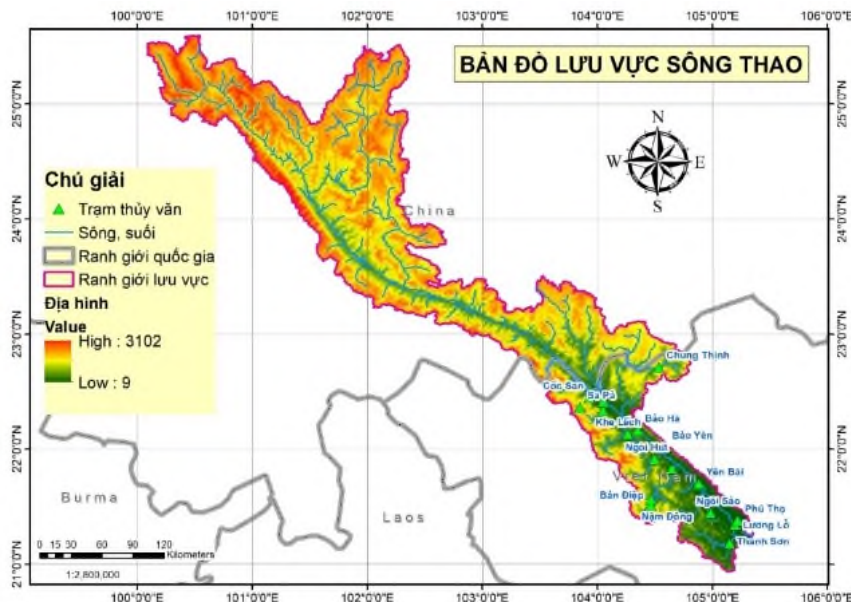 100°0'0"E 101°0'0"E 102°0'0"E 103°0'0"E 104°0'0"E 105°0'0"E 106°0'0"E
BẢN ĐỒ LƯU VỰC SÔNG THAO
25°0'0"N
25°0'0"N
N
W
E
S
Chú giải
Trạm thủy văn
Sông, suối
Ranh giới quốc gia
Ranh giới lưu vực
Địa hình
Value
High : 3102
Low : 9
24°0'0"N
24°0'0"N
China
23°0'0"N
23°0'0"N
Chung Thịnh
Cốc San
Sa Pả
Khe Lếch
Bảo Hà
Bảo Yên
Ngòi Hút
22°0'0"N
22°0'0"N
Viet Nam
Yên Bái
Bản Điệp
Ngòi Sảo
Phú Thọ
Nậm Đông
Lương Lỗ
Thanh Sơn
Burma
Laos
0 15 30 60 90 120
Kilometers
1:2,800,000
21°0'0"N
21°0'0"N
100°0'0"E 101°0'0"E 102°0'0"E 103°0'0"E 104°0'0"E 105°0'0"E 106°0'0"E